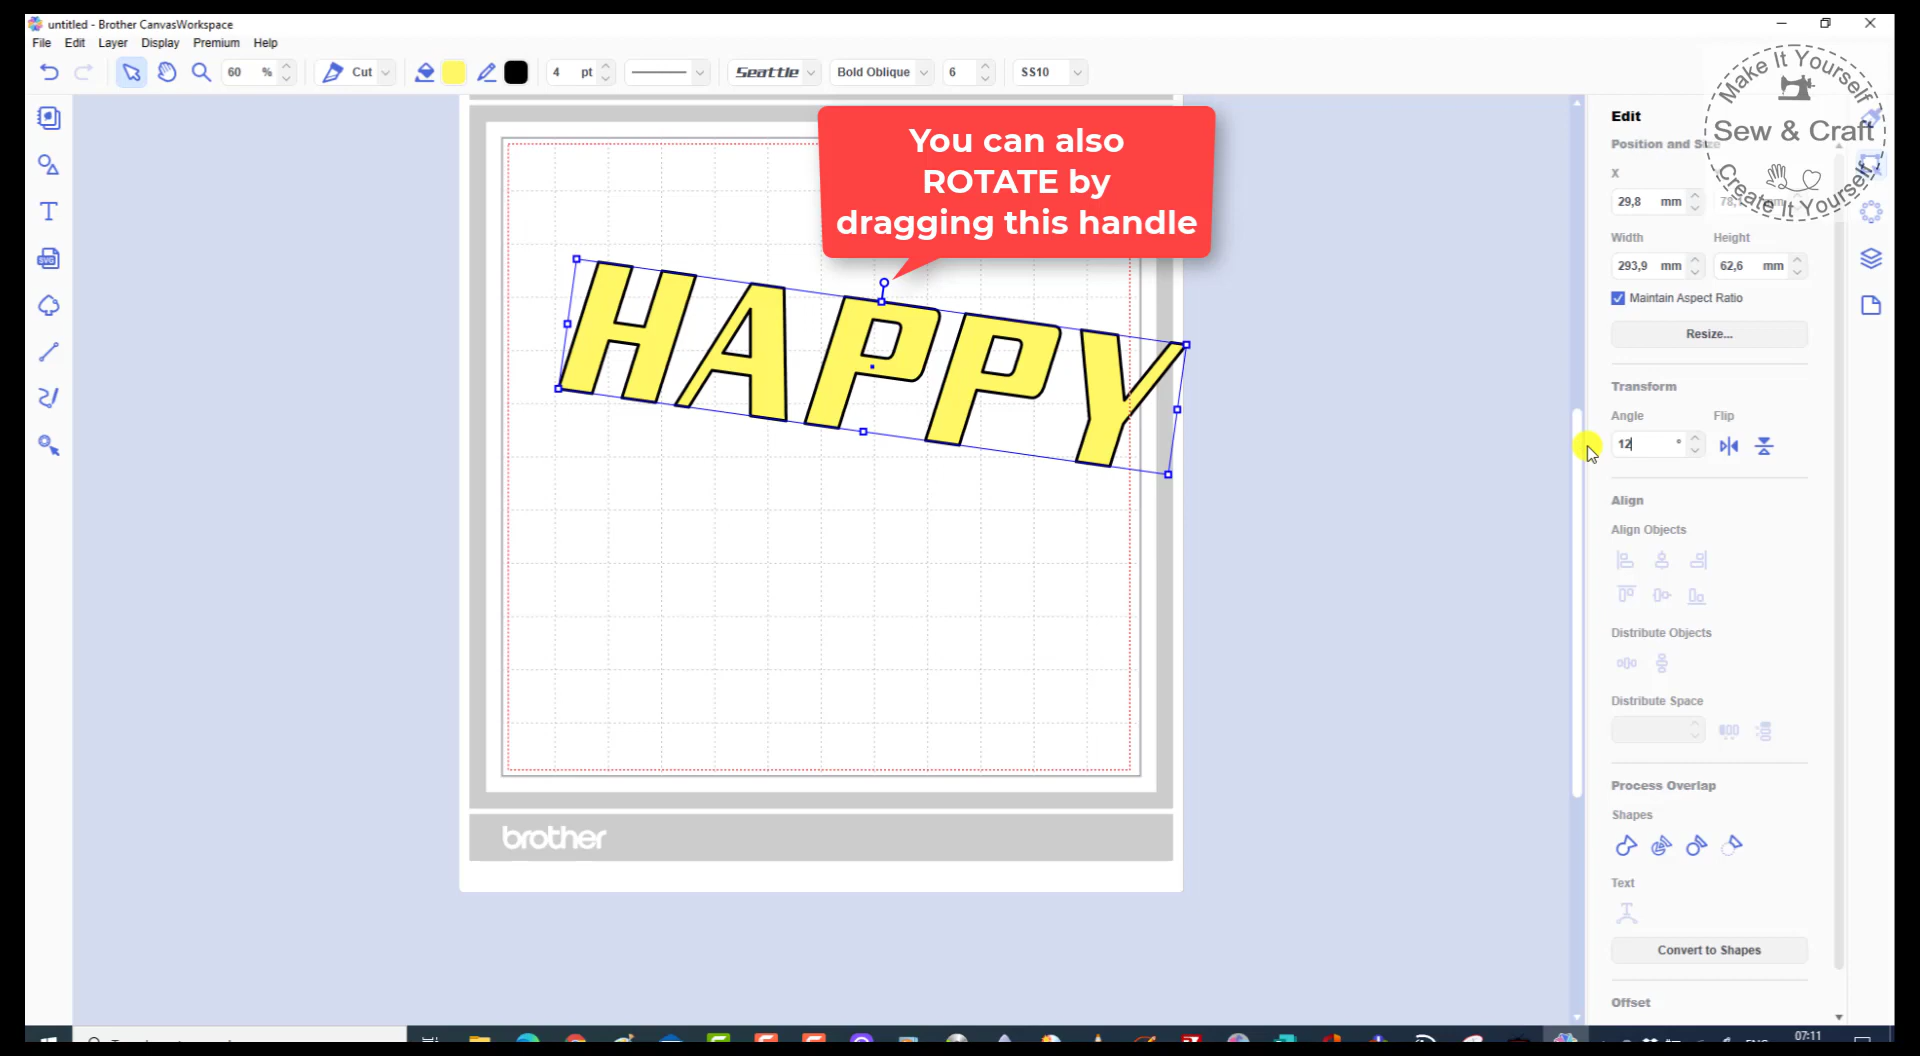 untitled - Brother CanvasWorkspace
File Edit Layer Display Premium Help
60 % Cut 4 pt Seattle Bold Oblique 6 SS10
You can also
ROTATE by
dragging this handle
Make It Yourself
Sew & Craft
Create It Yourself
Edit
Position and Size
X
29,8 mm
Width Height
293,9 mm 62,6 mm
Maintain Aspect Ratio
Resize...
Transform
Angle Flip
12 °
Align
Align Objects
Distribute Objects
Distribute Space
Process Overlap
Shapes
Text
Convert to Shapes
Offset
SVG
HAPPY
brother
07:11